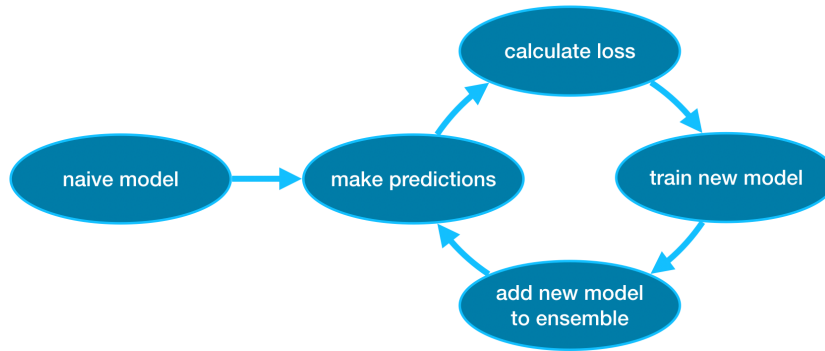 calculate loss
naive model
make predictions
train new model
add new model
to ensemble